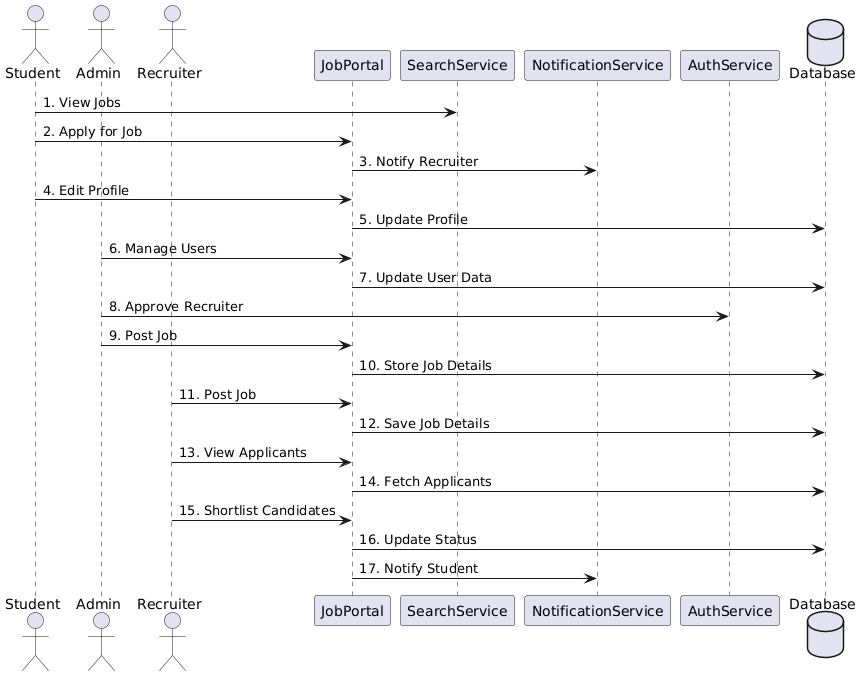 Student Admin Recruiter JobPortal SearchService NotificationService AuthService Database
1. View Jobs
2. Apply for Job
3. Notify Recruiter
4. Edit Profile
5. Update Profile
6. Manage Users
7. Update User Data
8. Approve Recruiter
9. Post Job
10. Store Job Details
11. Post Job
12. Save Job Details
13. View Applicants
14. Fetch Applicants
15. Shortlist Candidates
16. Update Status
17. Notify Student
Student Admin Recruiter JobPortal SearchService NotificationService AuthService Database